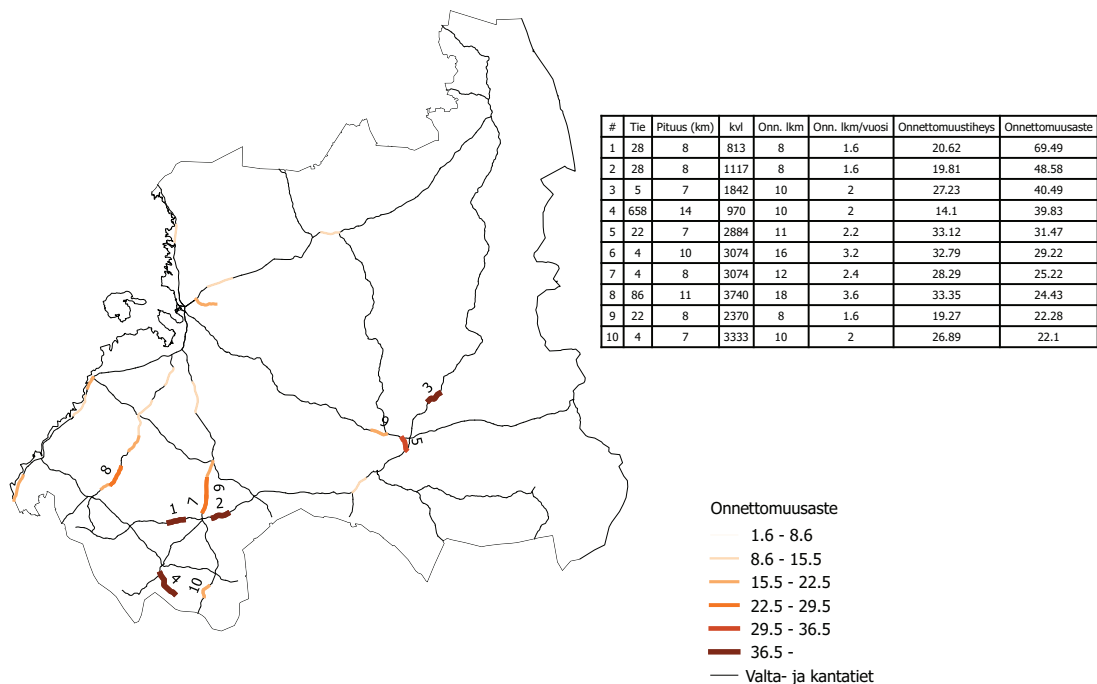 # Tie Pituus (km) kvl Onn. lkm Onn. lkm/vuosi Onnettomuustiheys Onnettomuusaste
1 28 8 813 8 1.6 20.62 69.49
2 28 8 1117 8 1.6 19.81 48.58
3 5 7 1842 10 2 27.23 40.49
4 658 14 970 10 2 14.1 39.83
5 22 7 2884 11 2.2 33.12 31.47
6 4 10 3074 16 3.2 32.79 29.22
7 4 8 3074 12 2.4 28.29 25.22
8 86 11 3740 18 3.6 33.35 24.43
9 22 8 2370 8 1.6 19.27 22.28
10 4 7 3333 10 2 26.89 22.1
3
9
5
8
6
7
2
1
4
10
Onnettomuusaste
1.6 - 8.6
8.6 - 15.5
15.5 - 22.5
22.5 - 29.5
29.5 - 36.5
36.5 -
Valta- ja kantatiet